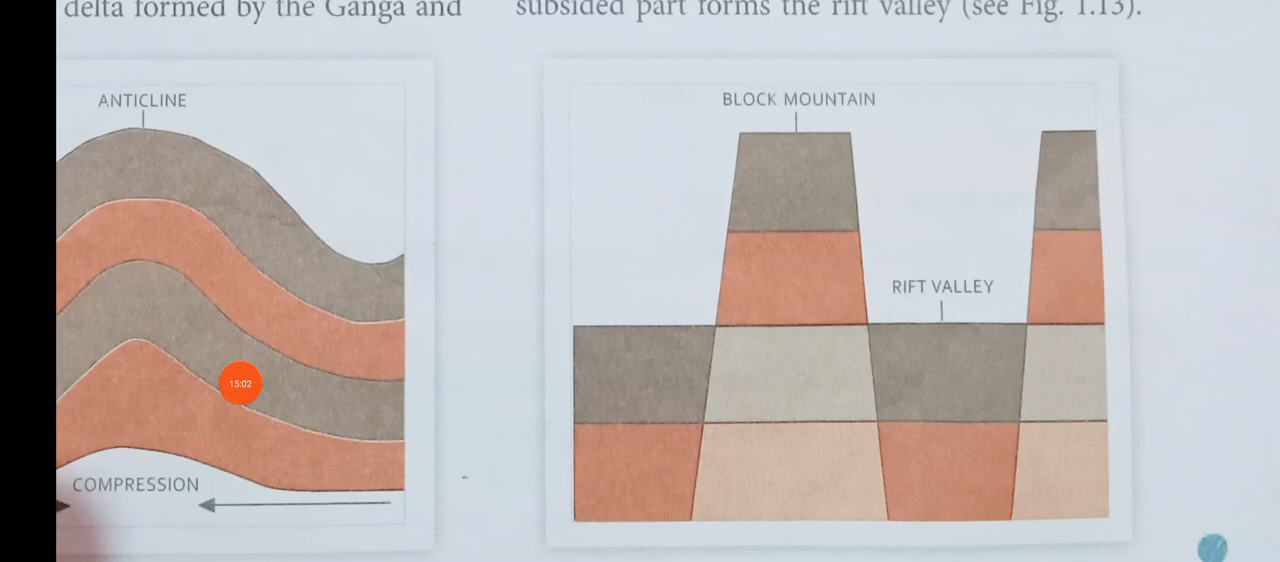 delta formed by the Ganga and
subsided part forms the rift valley (see Fig. 1.13).
ANTICLINE
COMPRESSION
15:02
BLOCK MOUNTAIN
RIFT VALLEY